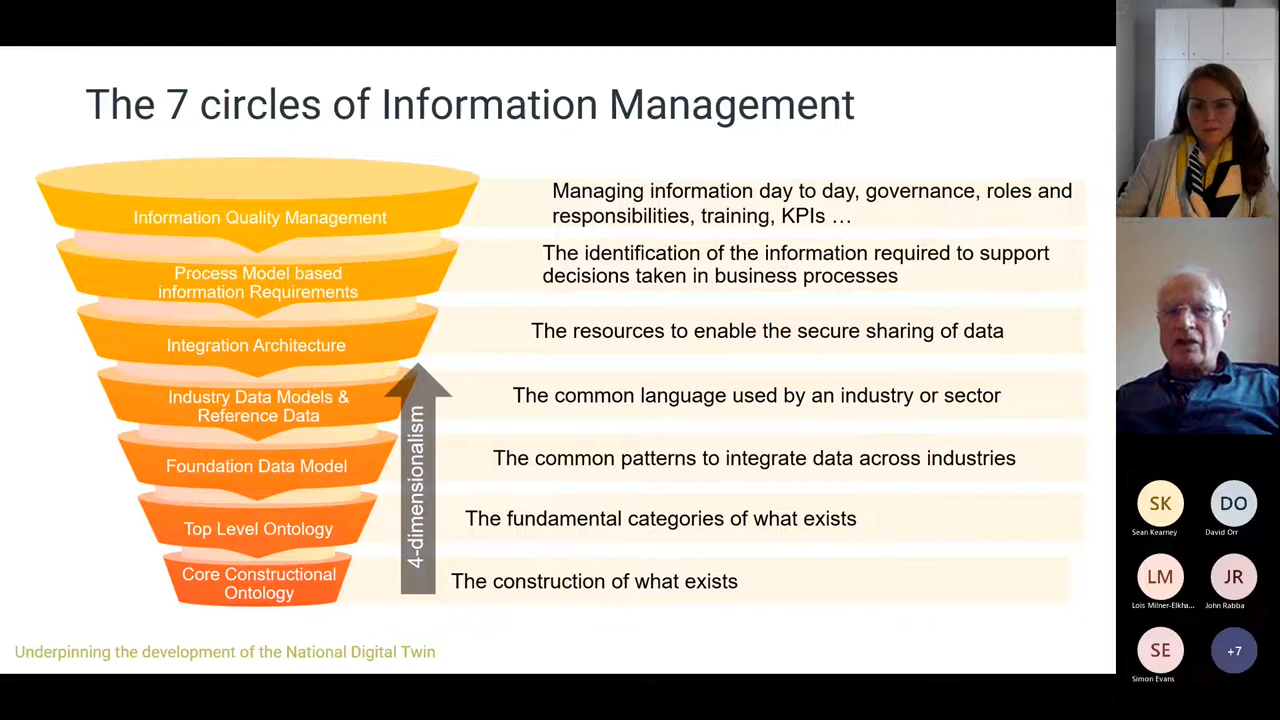 The 7 circles of Information Management
Information Quality Management
Managing information day to day, governance, roles and
responsibilities, training, KPIs ...
Process Model based
information Requirements
The identification of the information required to support
decisions taken in business processes
Integration Architecture
The resources to enable the secure sharing of data
Industry Data Models &
Reference Data
The common language used by an industry or sector
Foundation Data Model
The common patterns to integrate data across industries
Top Level Ontology
The fundamental categories of what exists
Core Constructional
Ontology
The construction of what exists
4-dimensionalism
Underpinning the development of the National Digital Twin
SK
Sean Kearney
DO
David Orr
LM
Lois Milner-Elkha...
JR
John Rabba
SE
Simon Evans
+7